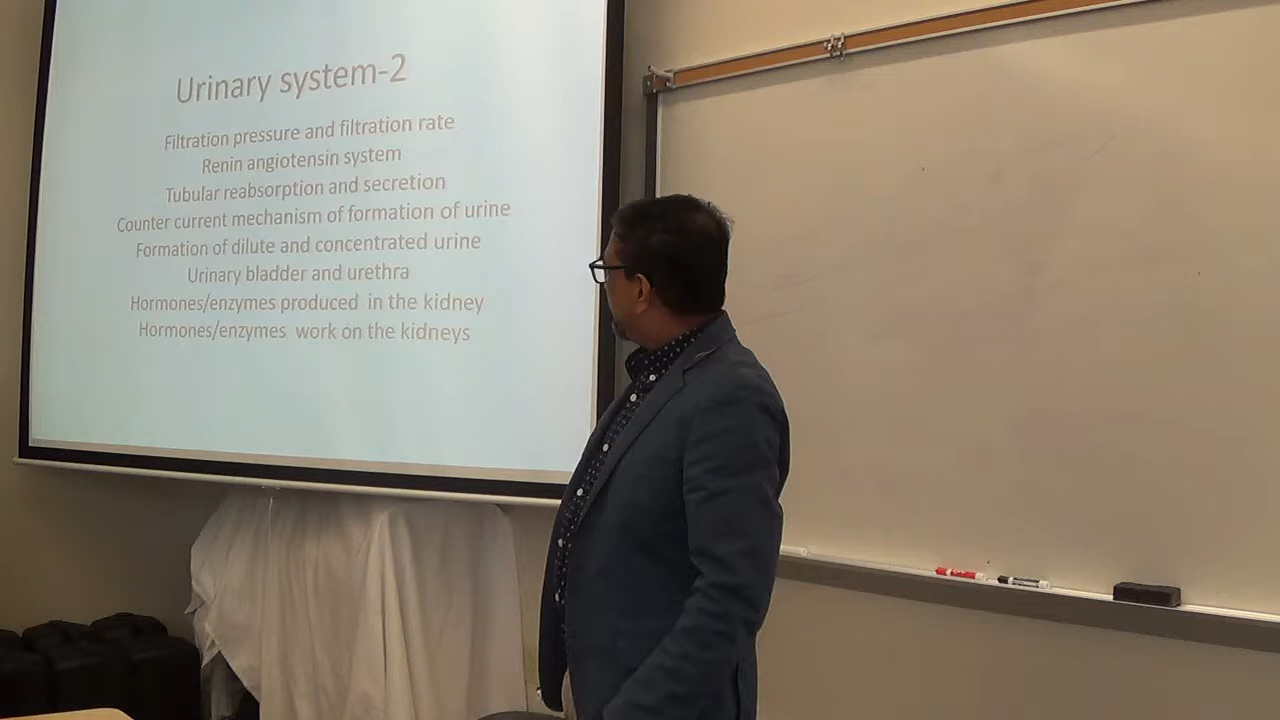 Urinary system-2
Filtration pressure and filtration rate
Renin angiotensin system
Tubular reabsorption and secretion
Counter current mechanism of formation of urine
Formation of dilute and concentrated urine
Urinary bladder and urethra
Hormones/enzymes produced in the kidney
Hormones/enzymes work on the kidneys